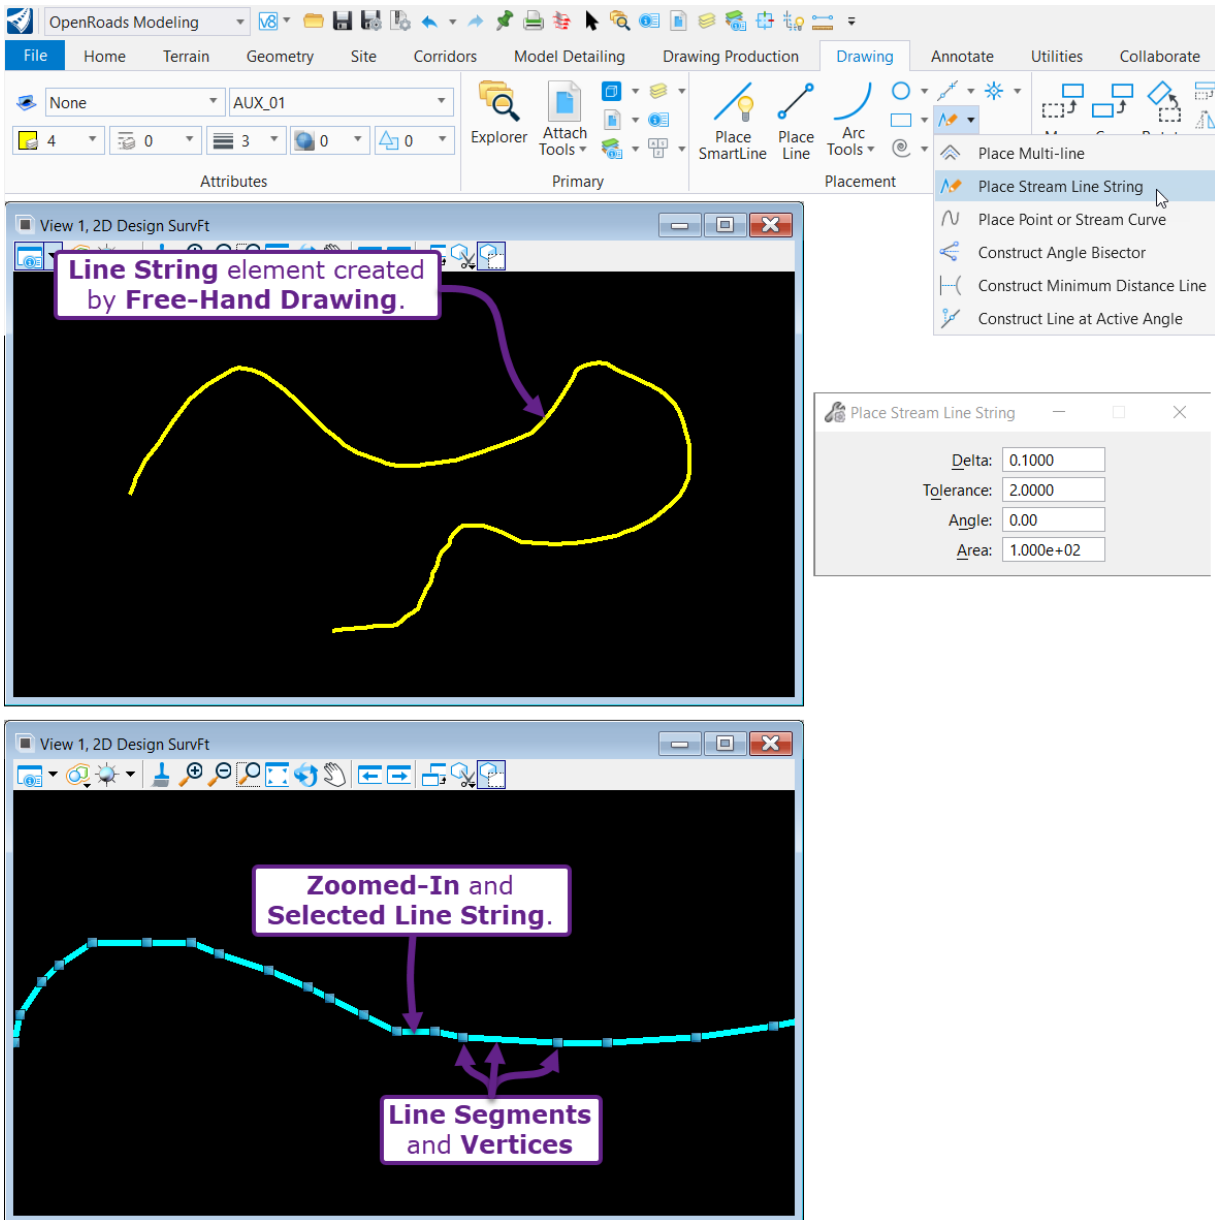 OpenRoads Modeling
V8
File Home Terrain Geometry Site Corridors Model Detailing Drawing Production Drawing Annotate Utilities Collaborate
None AUX_01
4 0 3 0 0
Attributes
Explorer Attach
Tools
Primary
Place
SmartLine
Place
Line
Arc
Tools
Placement
Place Multi-line
Place Stream Line String
Place Point or Stream Curve
Construct Angle Bisector
Construct Minimum Distance Line
Construct Line at Active Angle
View 1, 2D Design SurvFt
Line String element created
by Free-Hand Drawing.
Place Stream Line String
Delta: 0.1000
Tolerance: 2.0000
Angle: 0.00
Area: 1.000e+02
View 1, 2D Design SurvFt
Zoomed-In and
Selected Line String.
Line Segments
and Vertices